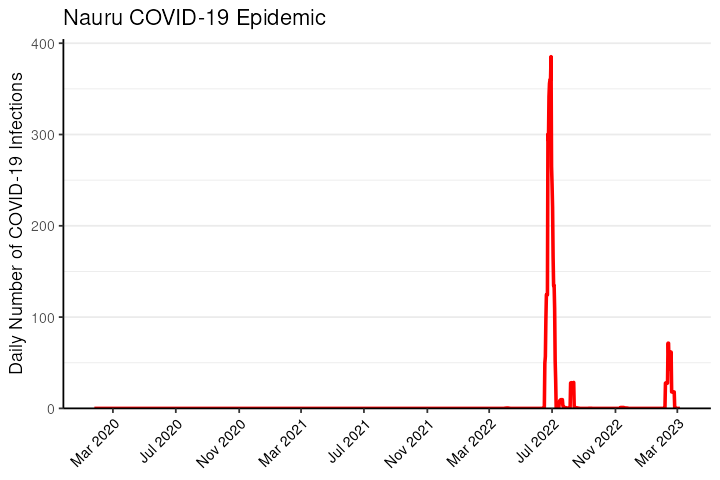 Nauru COVID-19 Epidemic
Daily Number of COVID-19 Infections
400
300
200
100
0
Mar 2020
Jul 2020
Nov 2020
Mar 2021
Jul 2021
Nov 2021
Mar 2022
Jul 2022
Nov 2022
Mar 2023